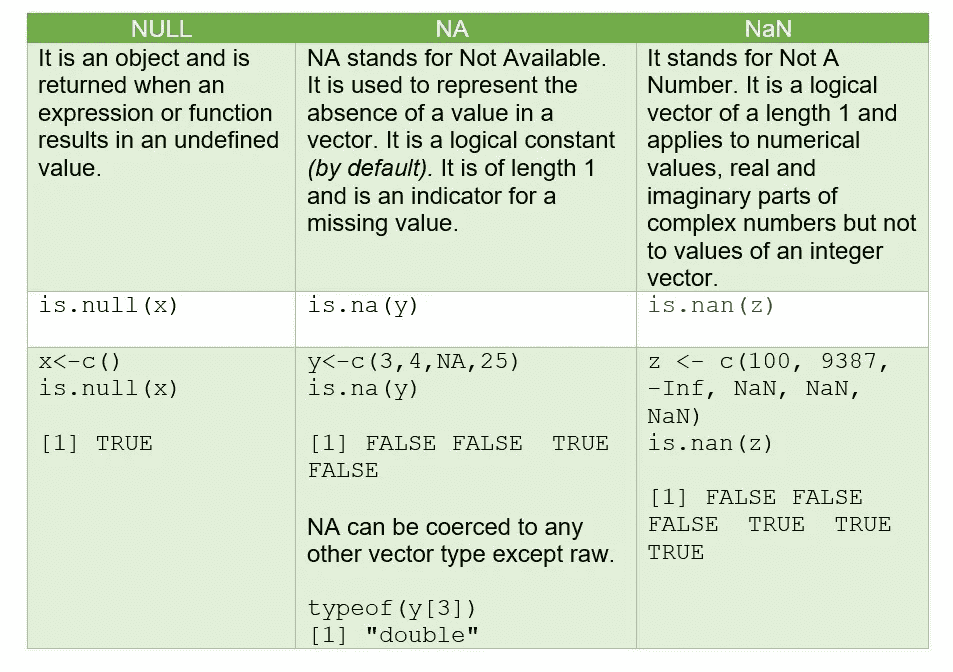 NULL
NA
NaN
It is an object and is
returned when an
expression or function
results in an undefined
value.
NA stands for Not Available.
It is used to represent the
absence of a value in a
vector. It is a logical constant
(by default). It is of length 1
and is an indicator for a
missing value.
It stands for Not A
Number. It is a logical
vector of a length 1 and
applies to numerical
values, real and
imaginary parts of
complex numbers but not
to values of an integer
vector.
is.null(x)
is.na(y)
is.nan(z)
x<-c()
is.null(x)
[1] TRUE
y<-c(3,4,NA,25)
is.na(y)
[1] FALSE FALSE  TRUE
FALSE
NA can be coerced to any
other vector type except raw.
typeof(y[3])
[1] "double"
z <- c(100, 9387,
-Inf, NaN, NaN,
NaN)
is.nan(z)
[1] FALSE FALSE
FALSE  TRUE  TRUE
TRUE